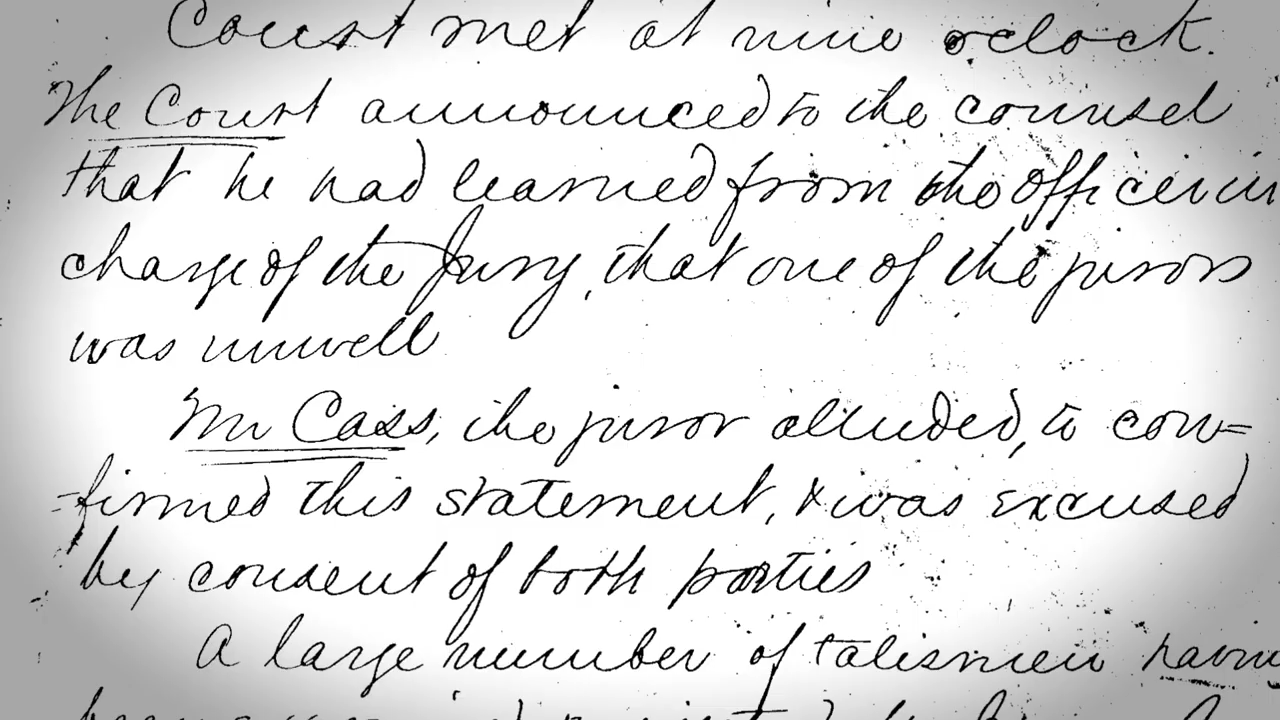 Court met at nine oclock.
The Court announced to the counsel
that he had learned from the officer in
charge of the Jury, that one of the jurors
was unwell
Mr Cass, the juror alluded, to con=
=firmed this statement, & was excused
by consent of both parties
A large number of talismen havin